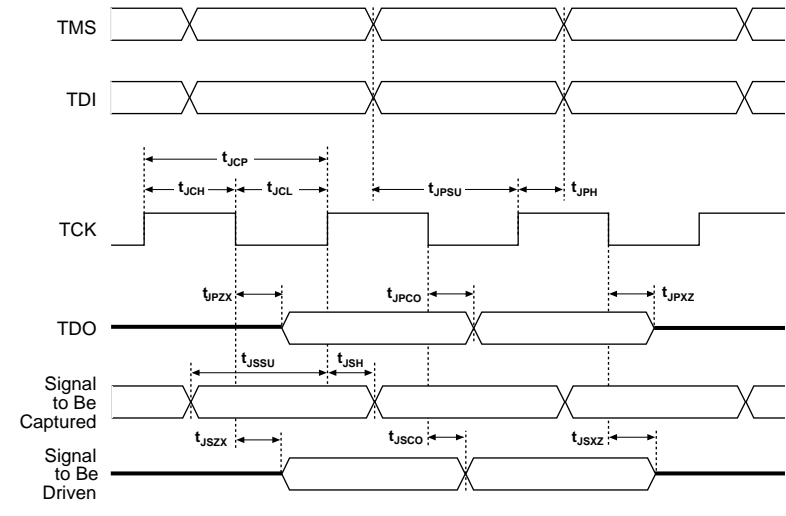 TMS
TDI
tJCP
tJCH
tJCL
tJPSU
tJPH
TCK
tJPZX
tJPCO
tJPXZ
TDO
tJSSU
tJSH
Signal
to Be
Captured
tJSZX
tJSCO
tJSXZ
Signal
to Be
Driven